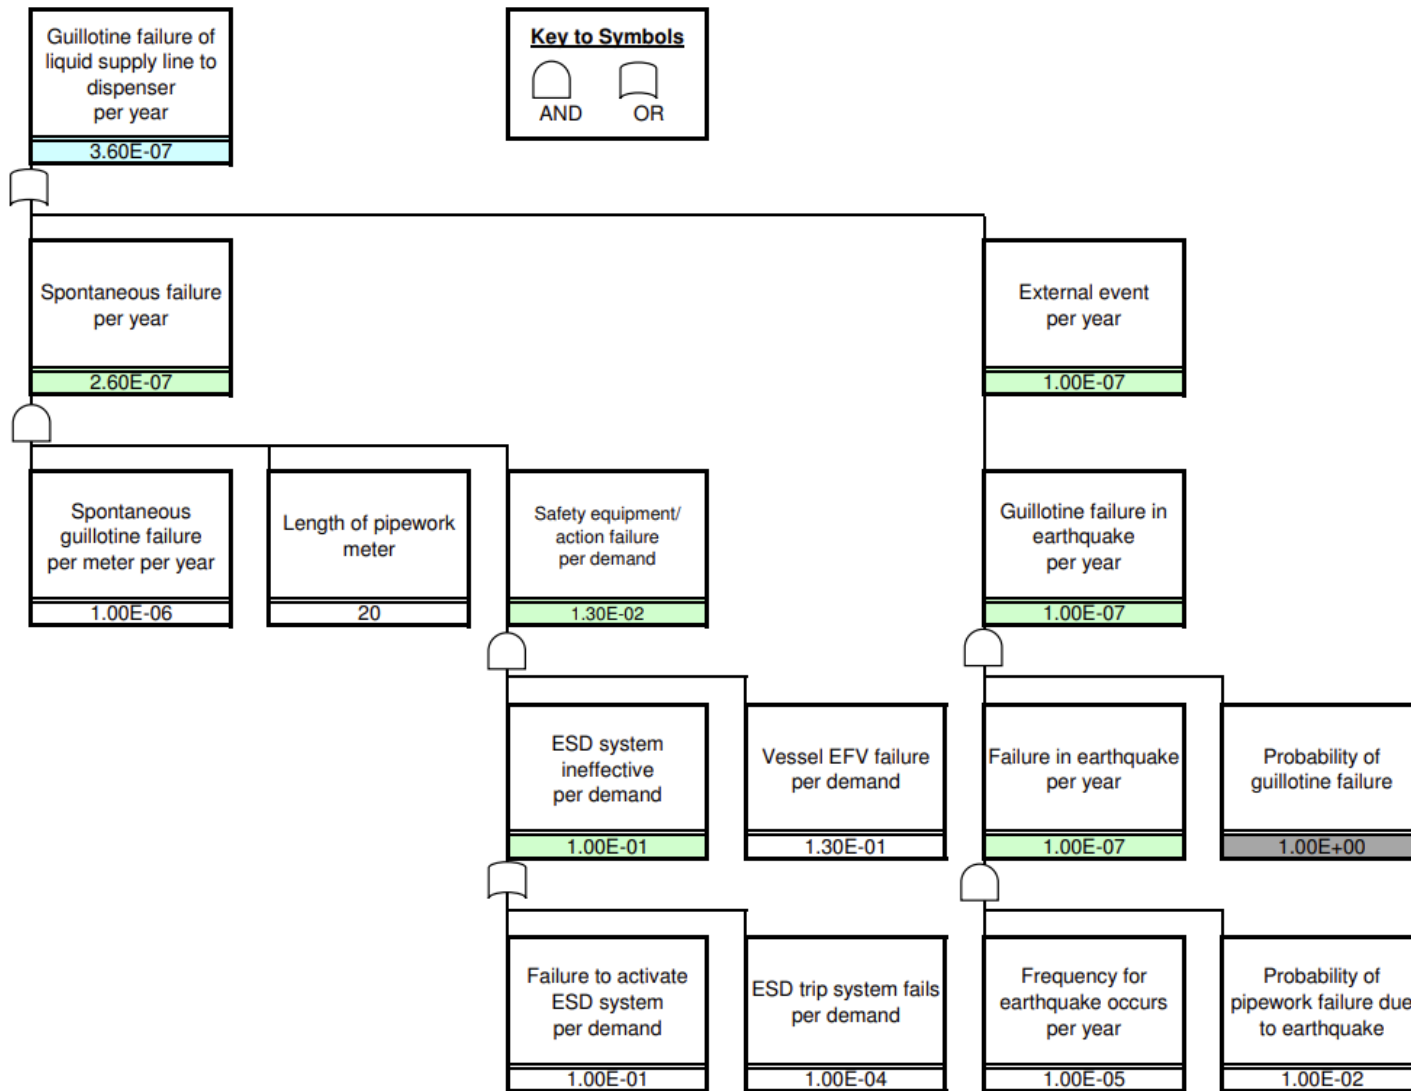 Guillotine failure of
liquid supply line to
dispenser
per year
3.60E-07
Key to Symbols
AND
OR
Spontaneous failure
per year
2.60E-07
External event
per year
1.00E-07
Spontaneous
guillotine failure
per meter per year
1.00E-06
Length of pipework
meter
20
Safety equipment/
action failure
per demand
1.30E-02
Guillotine failure in
earthquake
per year
1.00E-07
ESD system
ineffective
per demand
1.00E-01
Vessel EFV failure
per demand
1.30E-01
Failure in earthquake
per year
1.00E-07
Probability of
guillotine failure
1.00E+00
Failure to activate
ESD system
per demand
1.00E-01
ESD trip system fails
per demand
1.00E-04
Frequency for
earthquake occurs
per year
1.00E-05
Probability of
pipework failure due
to earthquake
1.00E-02